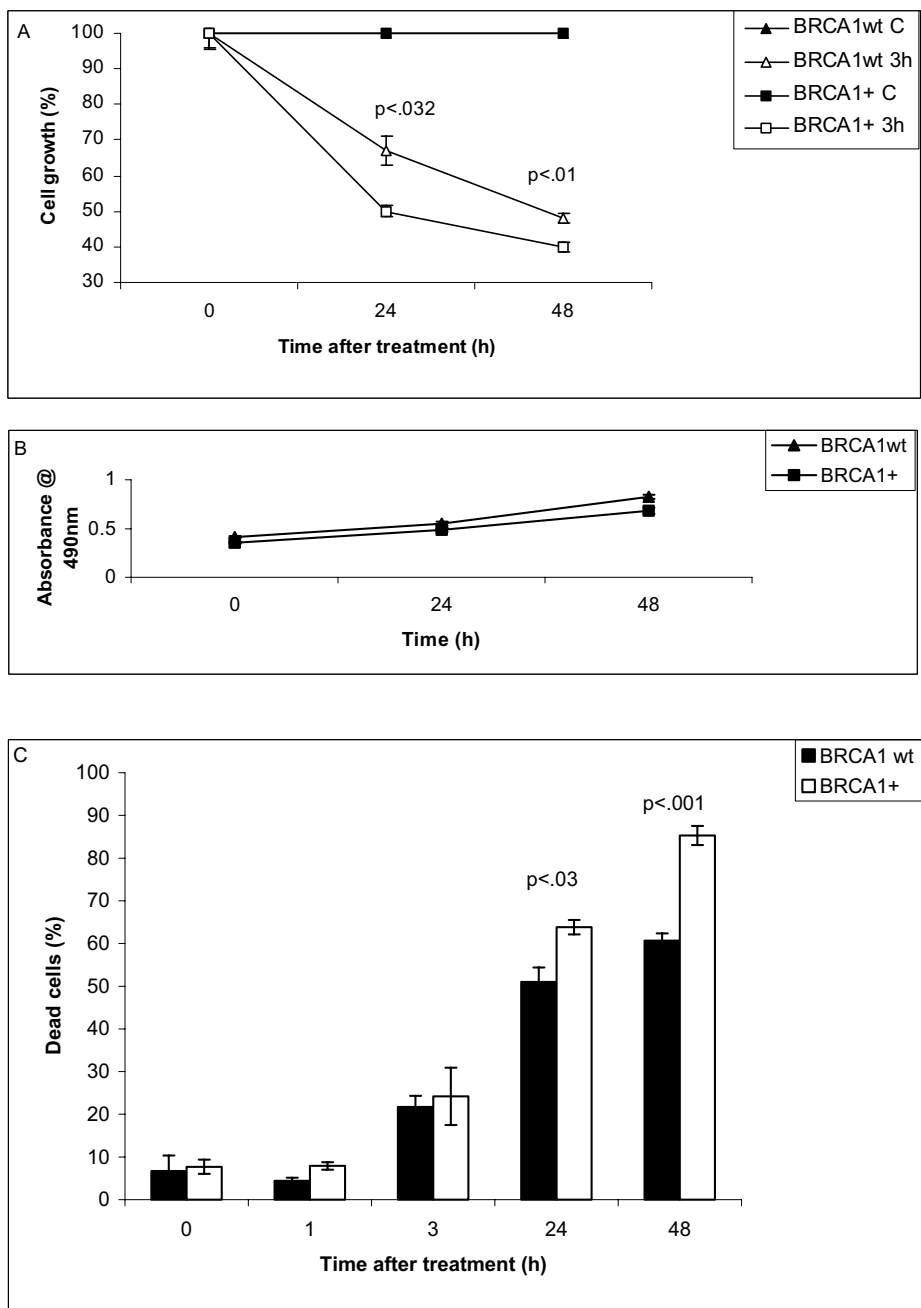 A
BRCA1wt C
BRCA1wt 3h
BRCA1+ C
BRCA1+ 3h
100
90
80
70
60
50
40
30
Cell growth (%)
p<.032
p<.01
0 24 48
Time after treatment (h)
B
BRCA1wt
BRCA1+
Absorbance @
490nm
1
0.5
0
0 24 48
Time (h)
C
BRCA1 wt
BRCA1+
100
90
80
70
60
50
40
30
20
10
0
Dead cells (%)
p<.03
p<.001
0 1 3 24 48
Time after treatment (h)